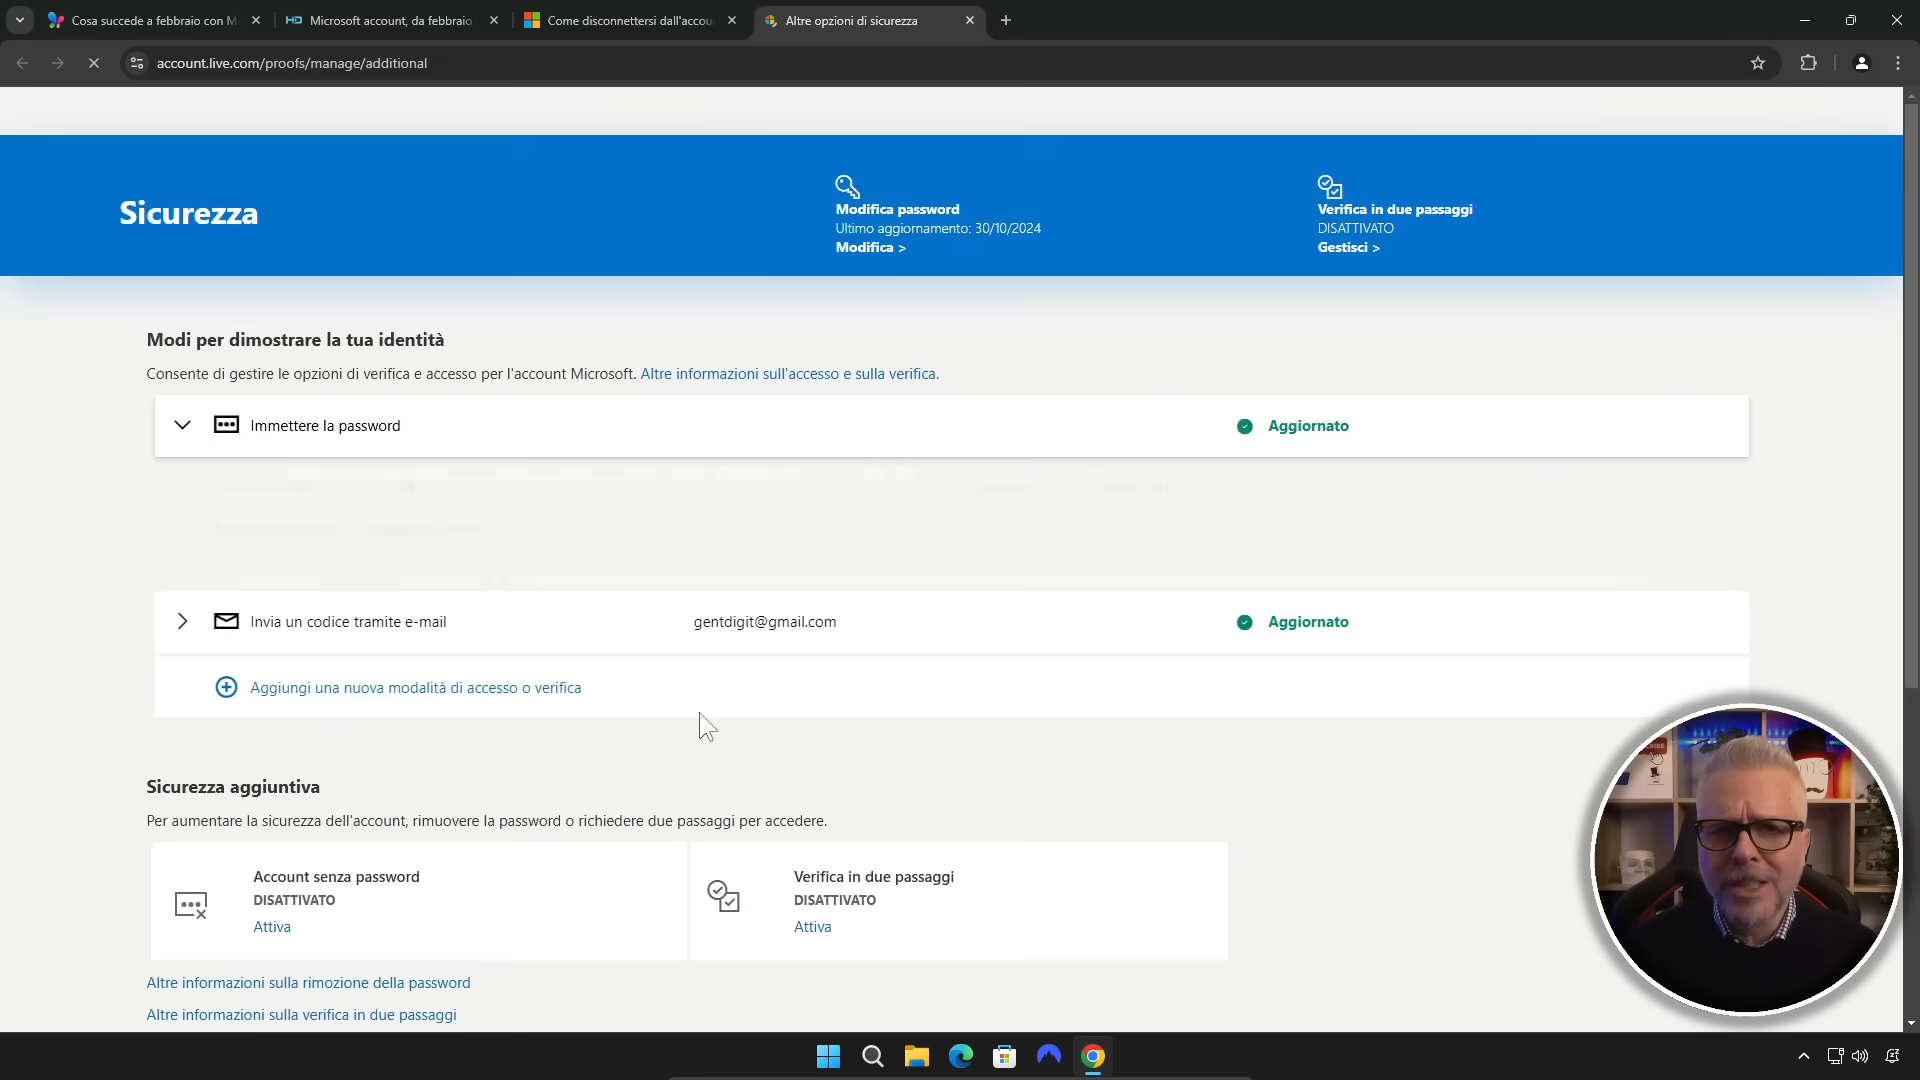 Cosa succede a febbraio con M
Microsoft account, da febbraio
Come disconnettersi dall'accou
Altre opzioni di sicurezza
account.live.com/proofs/manage/additional
Sicurezza
Modifica password
Ultimo aggiornamento: 30/10/2024
Modifica >
Verifica in due passaggi
DISATTIVATO
Gestisci >
Modi per dimostrare la tua identità
Consente di gestire le opzioni di verifica e accesso per l'account Microsoft. Altre informazioni sull'accesso e sulla verifica.
Immettere la password
Aggiornato
Invia un codice tramite e-mail
gentdigit@gmail.com
Aggiornato
Aggiungi una nuova modalità di accesso o verifica
Sicurezza aggiuntiva
Per aumentare la sicurezza dell'account, rimuovere la password o richiedere due passaggi per accedere.
Account senza password
DISATTIVATO
Attiva
Verifica in due passaggi
DISATTIVATO
Attiva
Altre informazioni sulla rimozione della password
Altre informazioni sulla verifica in due passaggi